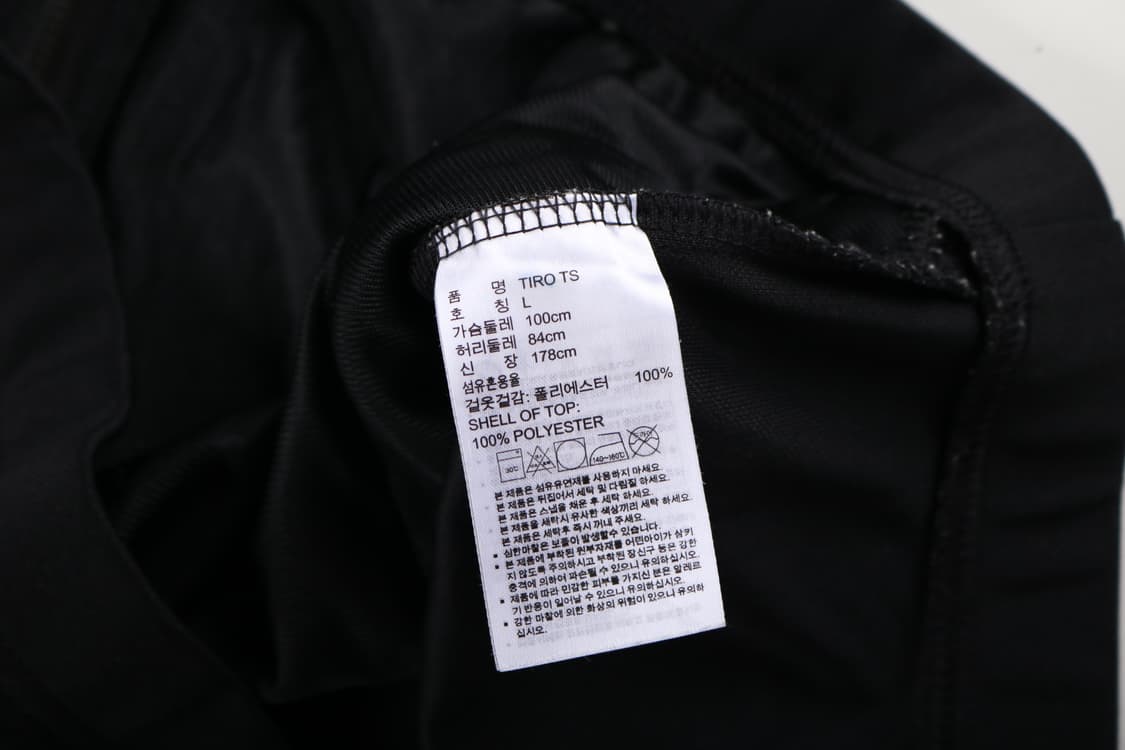 품 명 TIRO TS
호 칭 L
가슴둘레 100cm
허리둘레 84cm
신 장 178cm
섬유혼용율
겉옷겉감: 폴리에스터 100%
SHELL OF TOP:
100% POLYESTER
30℃ 140~160℃
본 제품은 섬유유연제를 사용하지 마세요.
본 제품은 뒤집어서 세탁 및 다림질 하세요.
본 제품은 스냅을 채운 후 세탁 하세요.
본 제품을 세탁시 유사한 색상끼리 세탁 하세요.
본 제품은 세탁후 즉시 꺼내 주세요.
▪ 심한마찰은 보풀이 발생할수 있습니다.
▪ 본 제품에 부착된 원부자재를 어린아이가 삼키
지 않도록 주의하시고 부착된 장신구 등은 강한
충격에 의하여 파손될 수 있으니 유의하십시오.
▪ 제품에 따라 민감한 피부를 가지신 분은 알레르
기 반응이 일어날 수 있으니 유의하십시오.
▪ 강한 마찰에 의한 화상의 위험이 있으니 유의하
십시오.